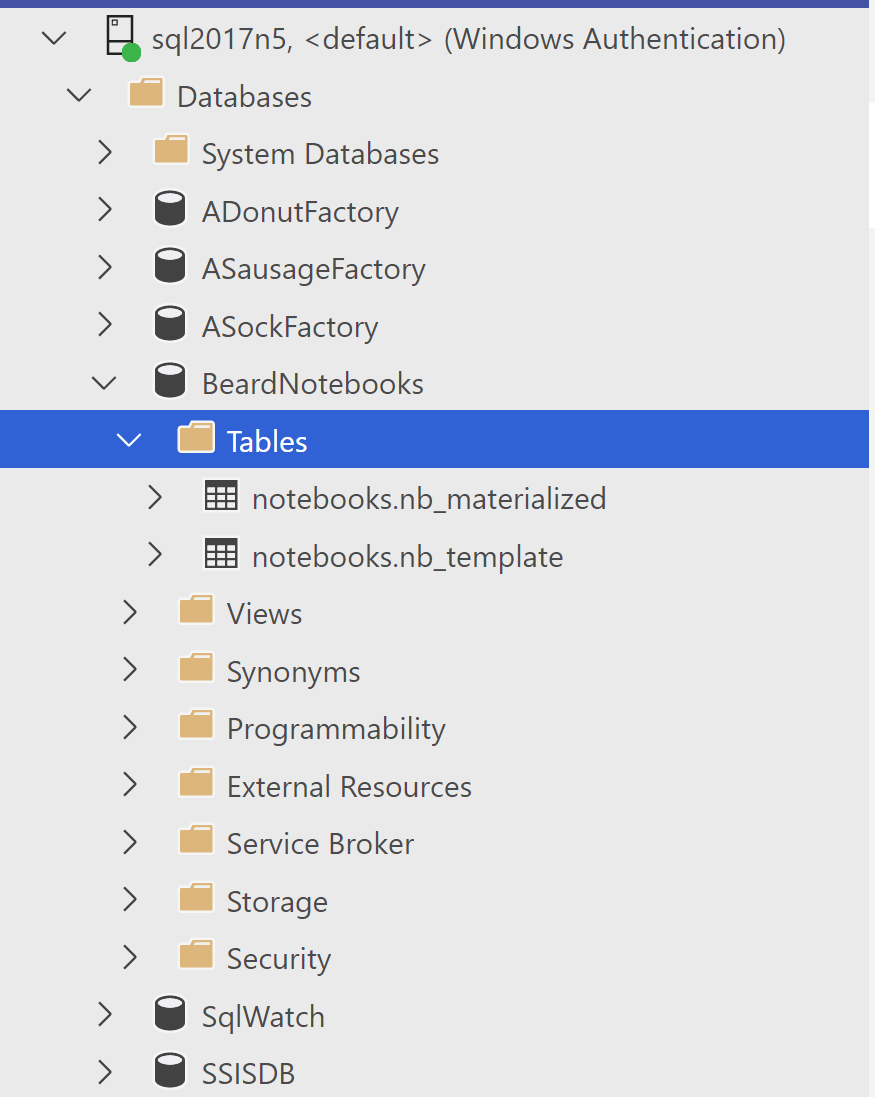 sql2017n5, <default> (Windows Authentication)
Databases
System Databases
ADonutFactory
ASausageFactory
ASockFactory
BeardNotebooks
Tables
notebooks.nb_materialized
notebooks.nb_template
Views
Synonyms
Programmability
External Resources
Service Broker
Storage
Security
SqlWatch
SSISDB